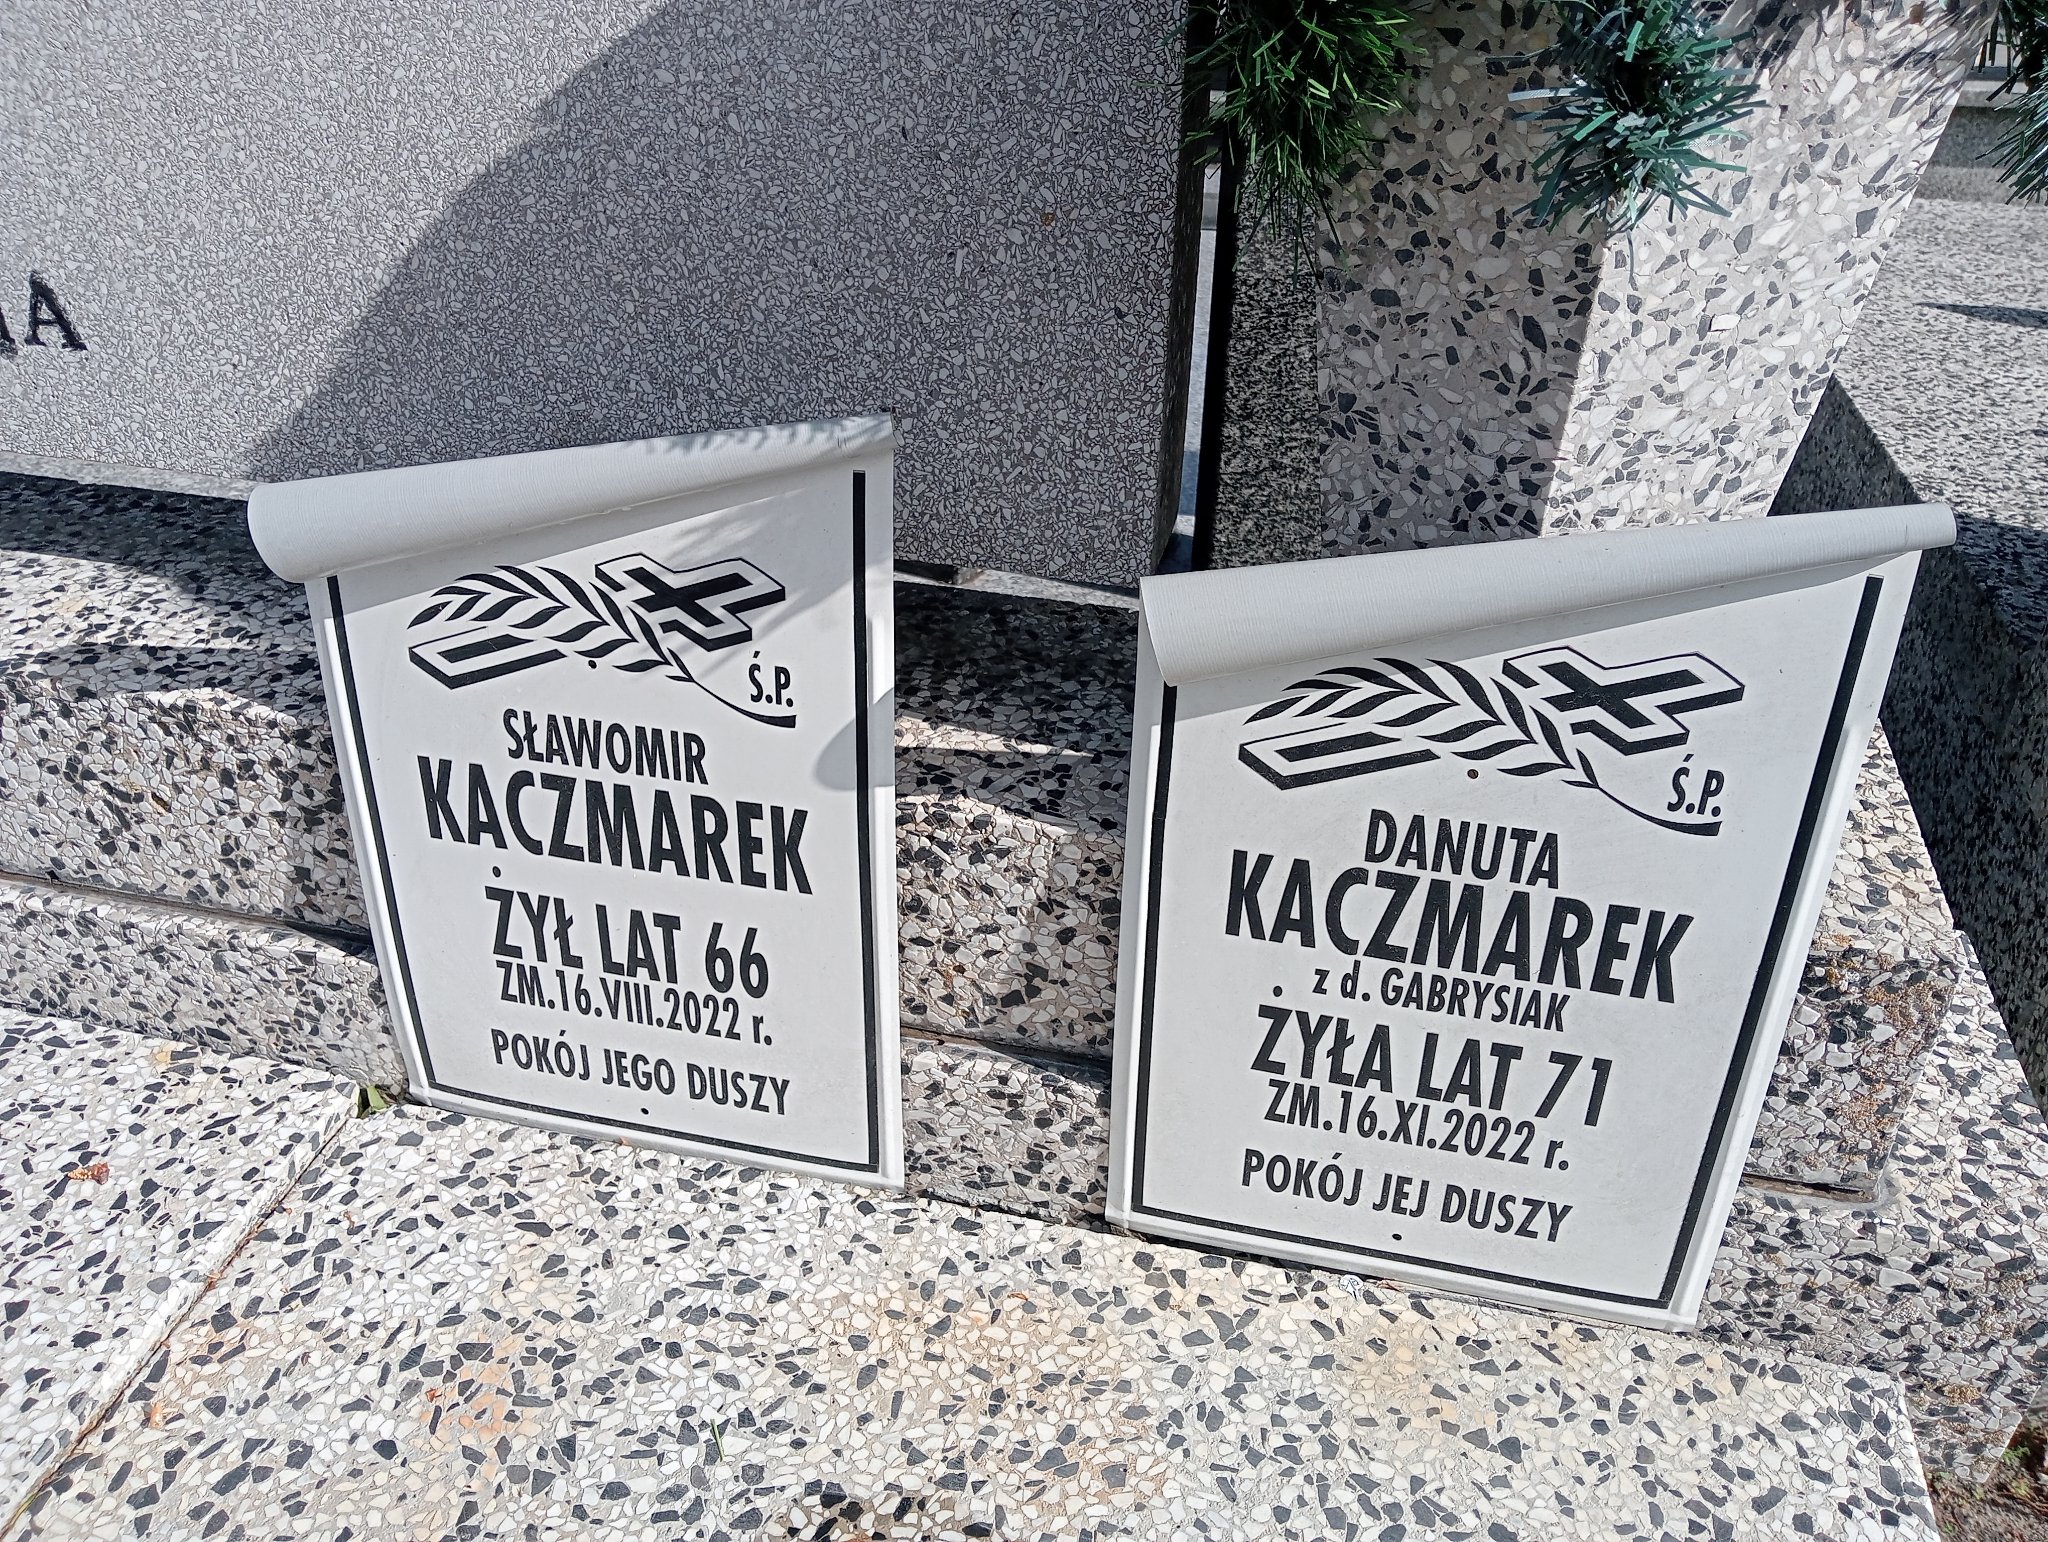 Ś.P.
SŁAWOMIR
KACZMAREK
ŻYŁ LAT 66
ZM.16.VIII.2022 r.
POKÓJ JEGO DUSZY
Ś.P.
DANUTA
KACZMAREK
z d. GABRYSIAK
ŻYŁA LAT 71
ZM.16.XI.2022 r.
POKÓJ JEJ DUSZY